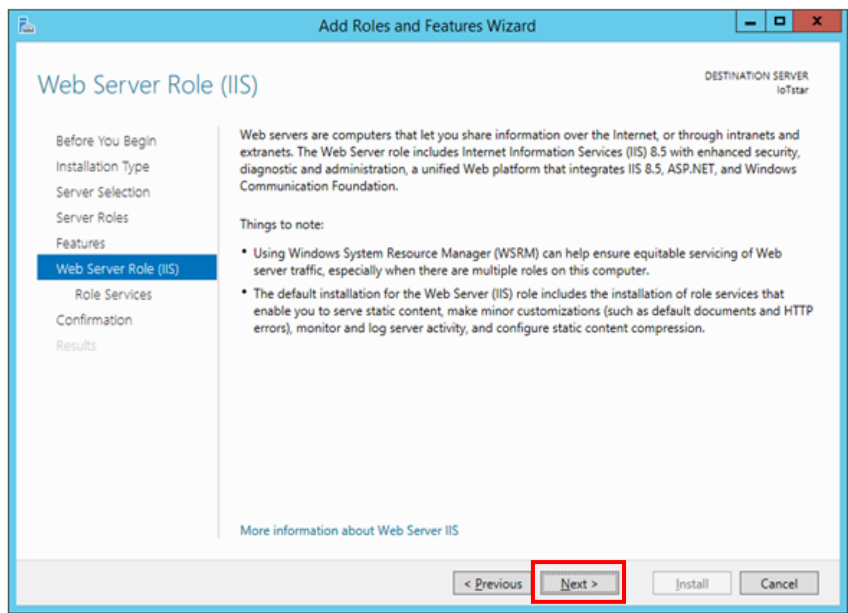 Add Roles and Features Wizard
Web Server Role (IIS)
DESTINATION SERVER
IoTstar
Before You Begin
Installation Type
Server Selection
Server Roles
Features
Web Server Role (IIS)
Role Services
Confirmation
Results
Web servers are computers that let you share information over the Internet, or through intranets and
extranets. The Web Server role includes Internet Information Services (IIS) 8.5 with enhanced security,
diagnostic and administration, a unified Web platform that integrates IIS 8.5, ASP.NET, and Windows
Communication Foundation.
Things to note:
• Using Windows System Resource Manager (WSRM) can help ensure equitable servicing of Web
server traffic, especially when there are multiple roles on this computer.
• The default installation for the Web Server (IIS) role includes the installation of role services that
enable you to serve static content, make minor customizations (such as default documents and HTTP
errors), monitor and log server activity, and configure static content compression.
More information about Web Server IIS
< Previous
Next >
Install
Cancel